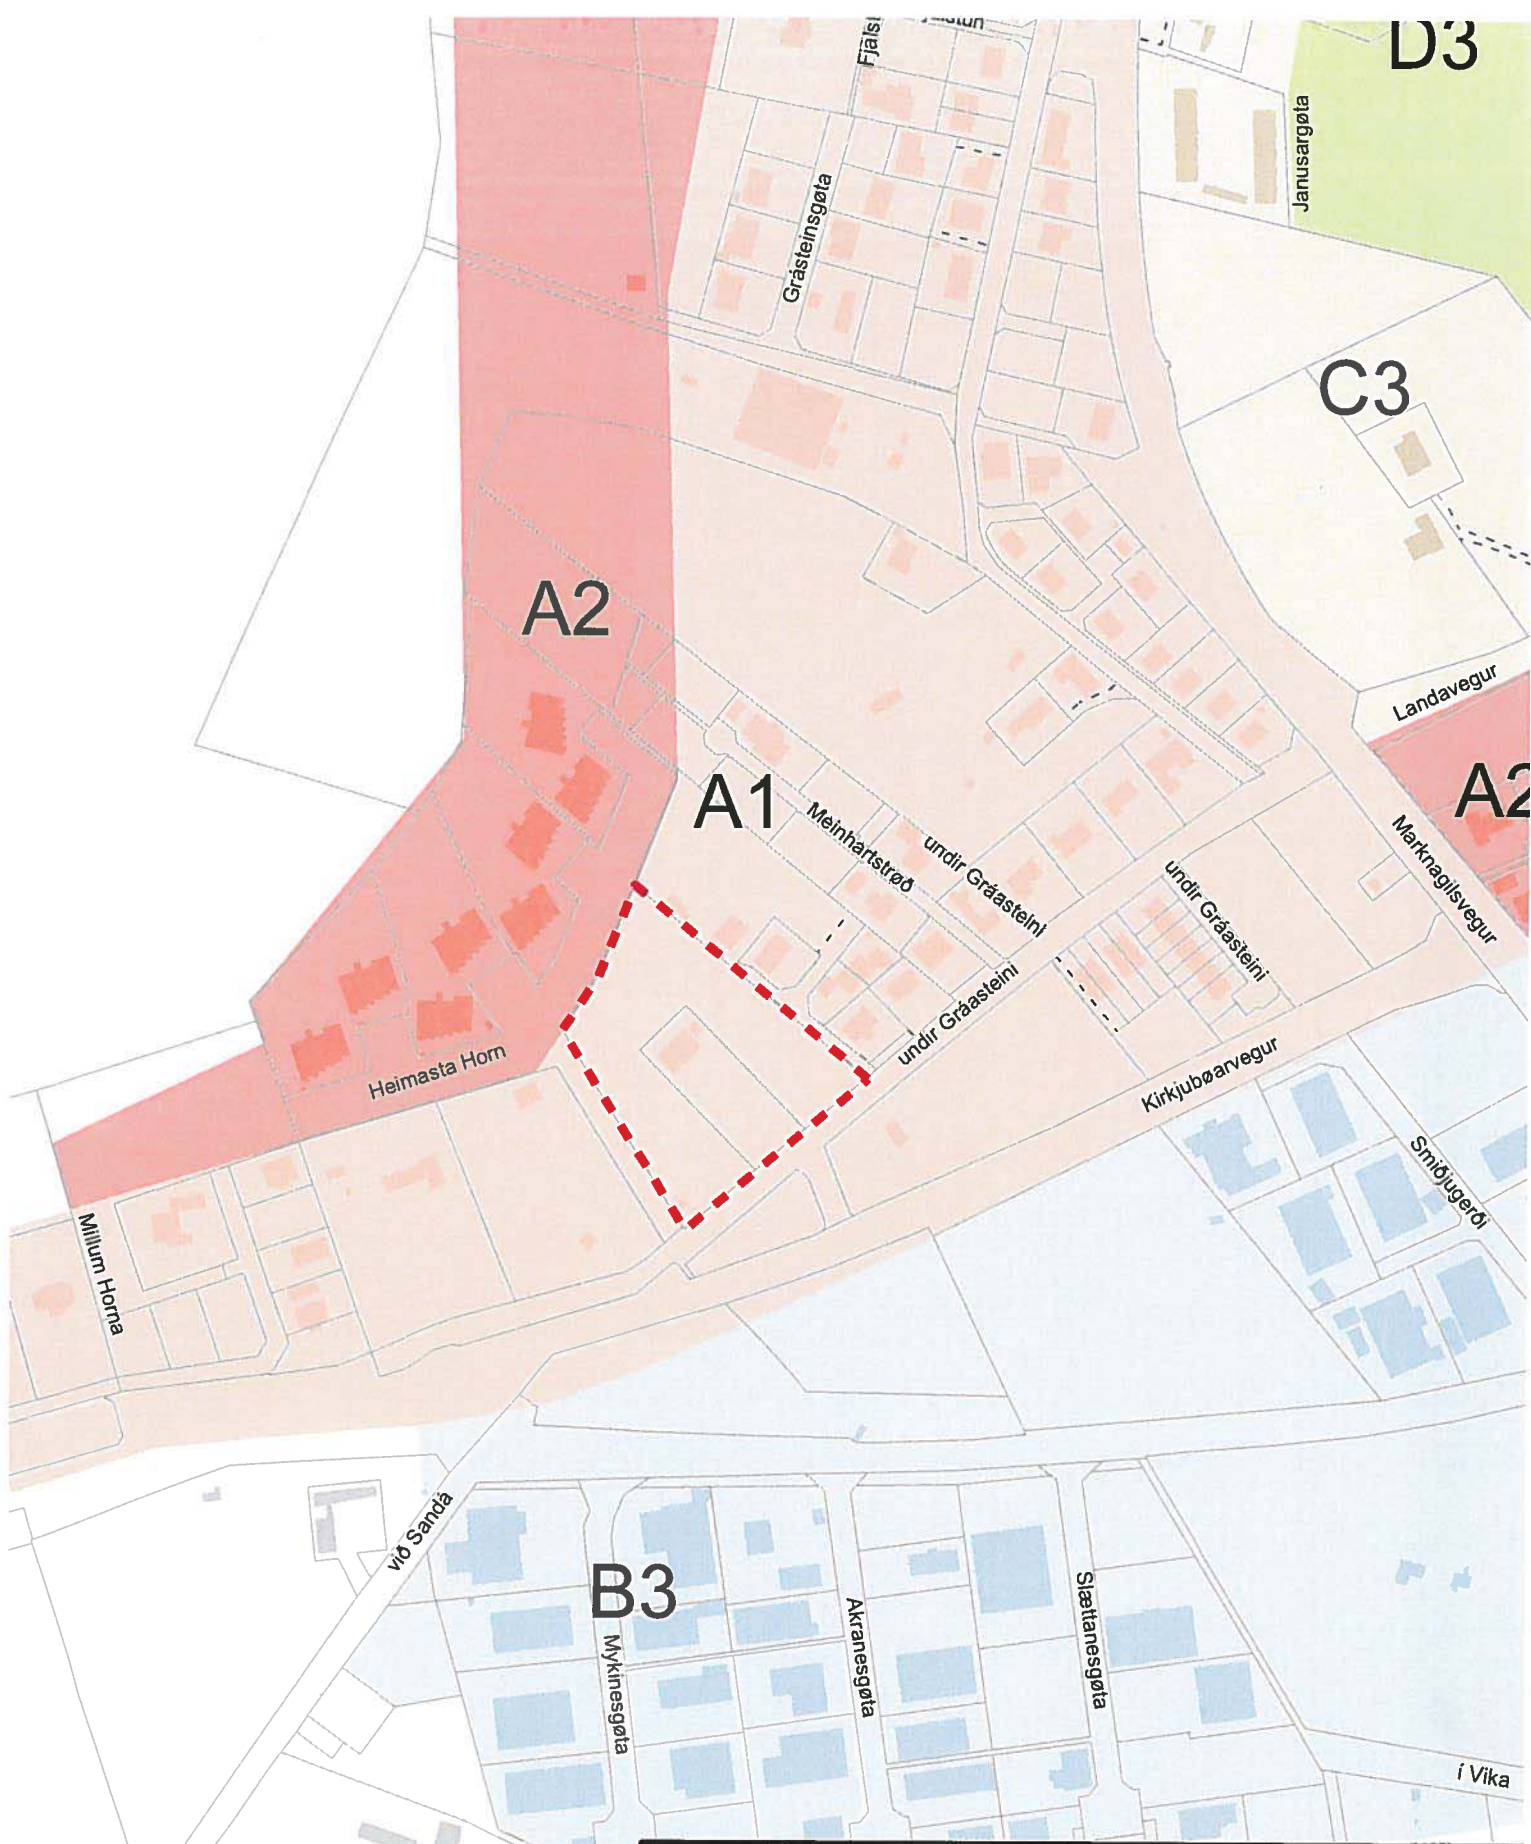 D3
Fjalst
Janusargøta
Grásteinsgøta
C3
A2
Landavegur
A1
A2
Meinhartstrøð
undir Gráasteini
Marknagilsvegur
undir Gráasteini
undir Gráasteini
Heimasta Horn
Kirkjubøarvegur
Smiðjugerði
Millum Horna
við Sandá
B3
Mykinesgøta
Akranesgøta
Slættanesgøta
í Vika